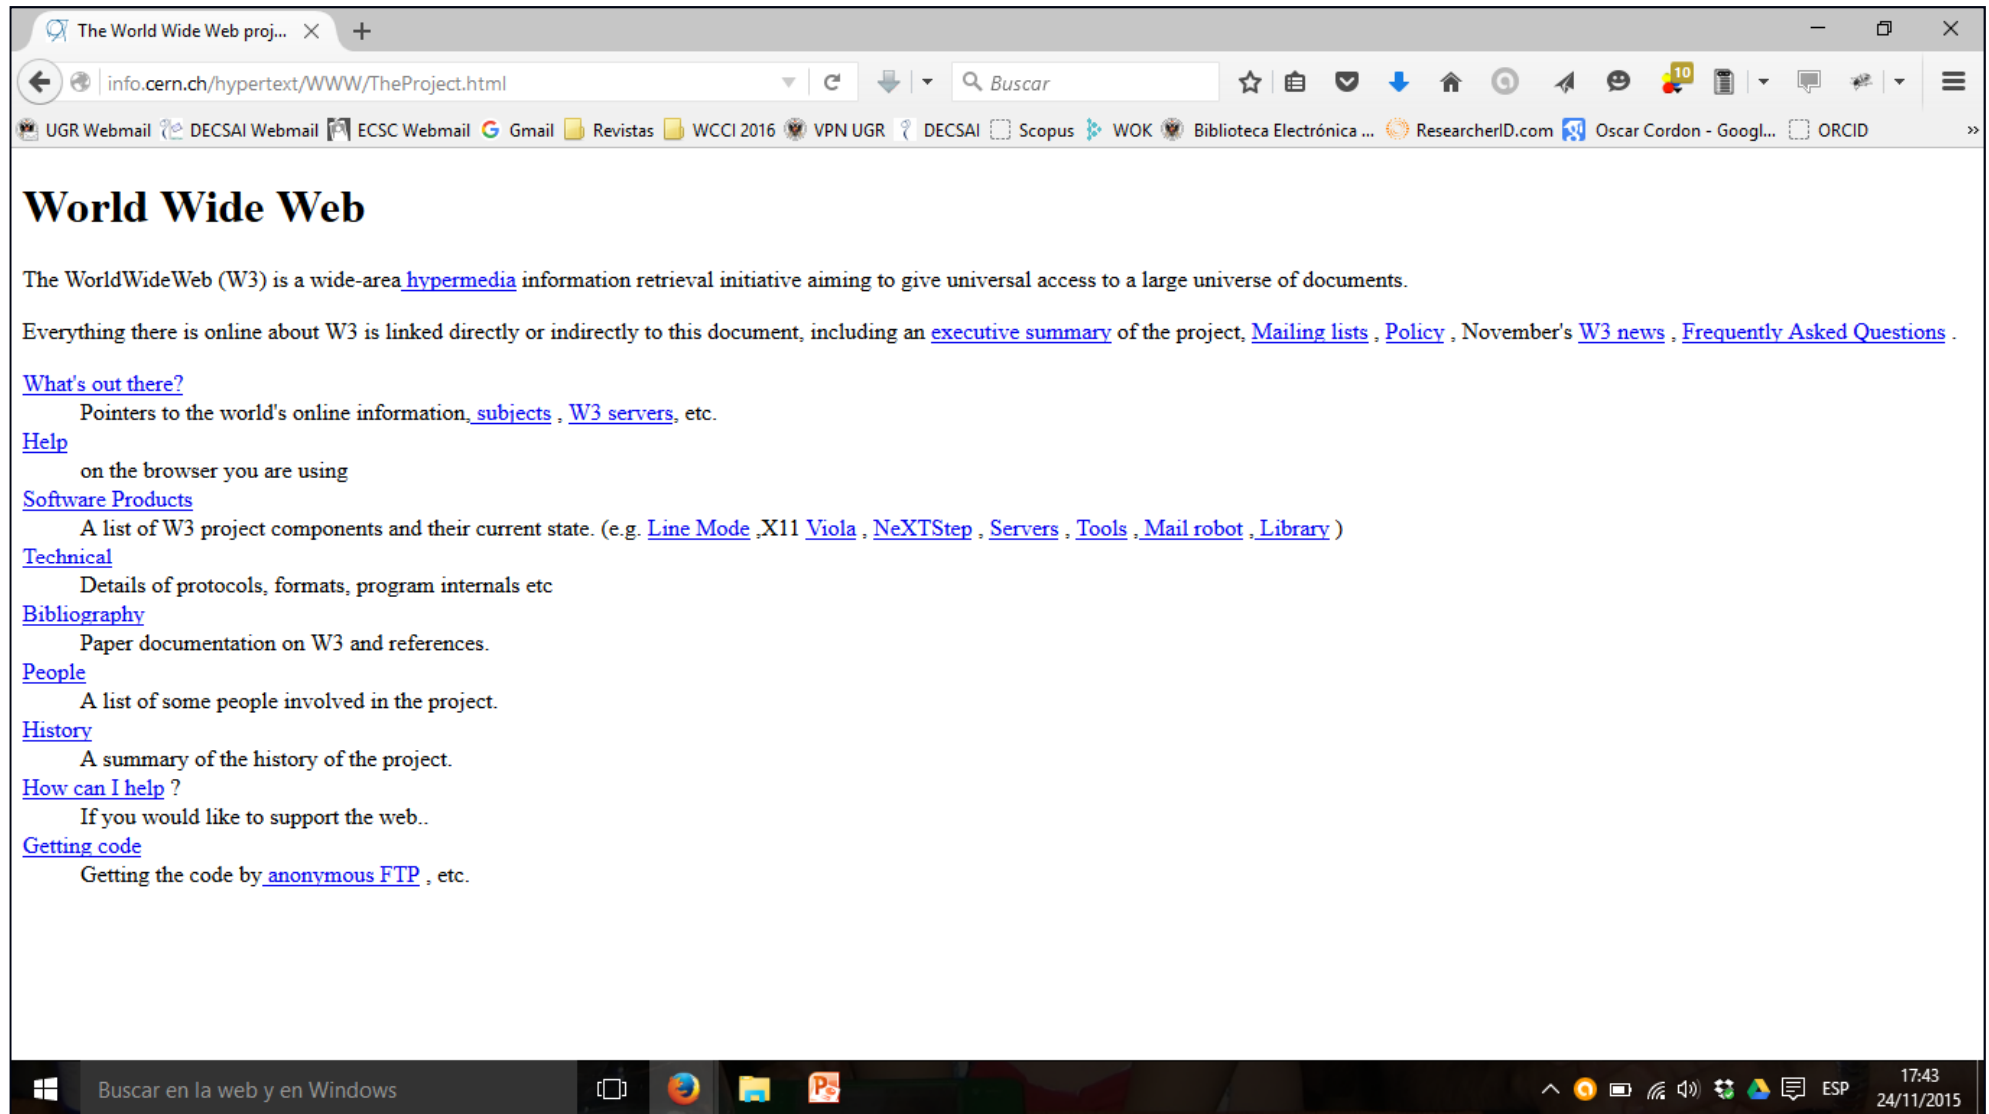 The World Wide Web proj...
info.cern.ch/hypertext/WWW/TheProject.html
Buscar
10
UGR Webmail DECSAI Webmail ECSC Webmail Gmail Revistas WCCI 2016 VPN UGR DECSAI Scopus WOK Biblioteca Electrónica ... ResearcherID.com Oscar Cordon - Googl... ORCID »
World Wide Web
The WorldWideWeb (W3) is a wide-area hypermedia information retrieval initiative aiming to give universal access to a large universe of documents.
Everything there is online about W3 is linked directly or indirectly to this document, including an executive summary of the project, Mailing lists , Policy , November's W3 news , Frequently Asked Questions .
What's out there?
Pointers to the world's online information, subjects , W3 servers, etc.
Help
on the browser you are using
Software Products
A list of W3 project components and their current state. (e.g. Line Mode ,X11 Viola , NeXTStep , Servers , Tools , Mail robot , Library )
Technical
Details of protocols, formats, program internals etc
Bibliography
Paper documentation on W3 and references.
People
A list of some people involved in the project.
History
A summary of the history of the project.
How can I help ?
If you would like to support the web..
Getting code
Getting the code by anonymous FTP , etc.
Buscar en la web y en Windows
ESP
17:43
24/11/2015